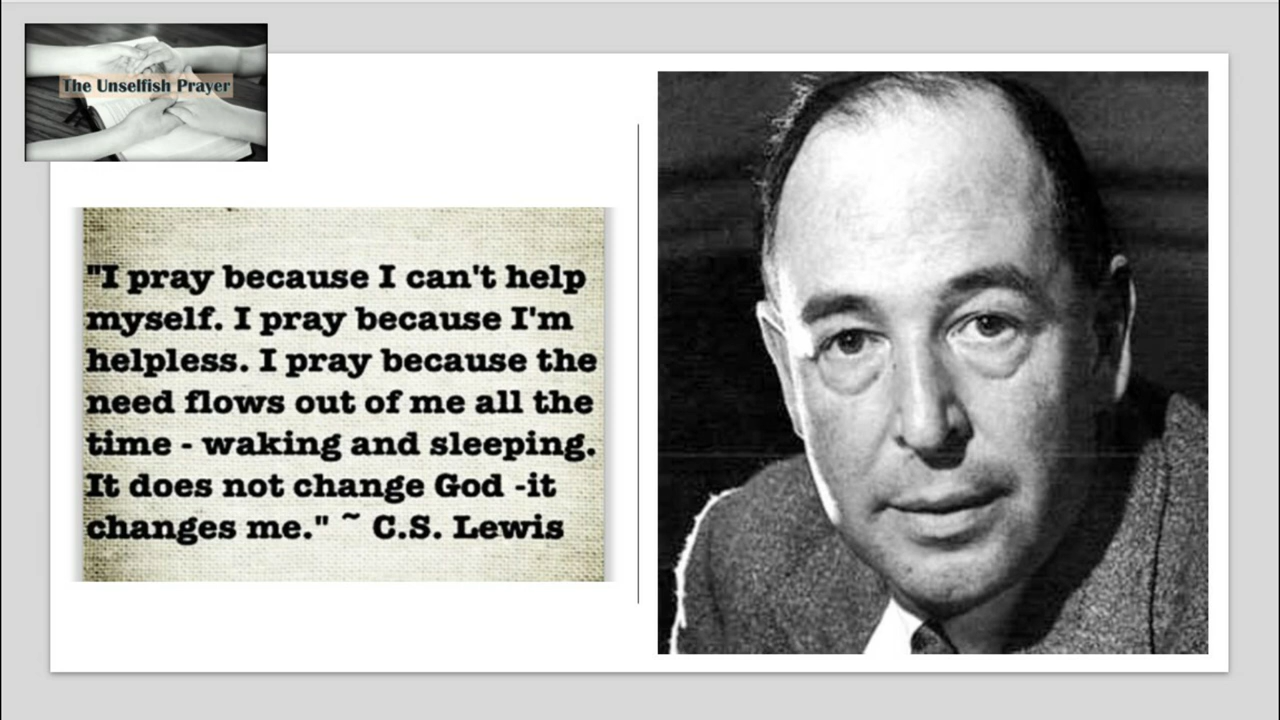 The Unselfish Prayer
"I pray because I can't help
myself. I pray because I'm
helpless. I pray because the
need flows out of me all the
time - waking and sleeping.
It does not change God -it
changes me." ~ C.S. Lewis